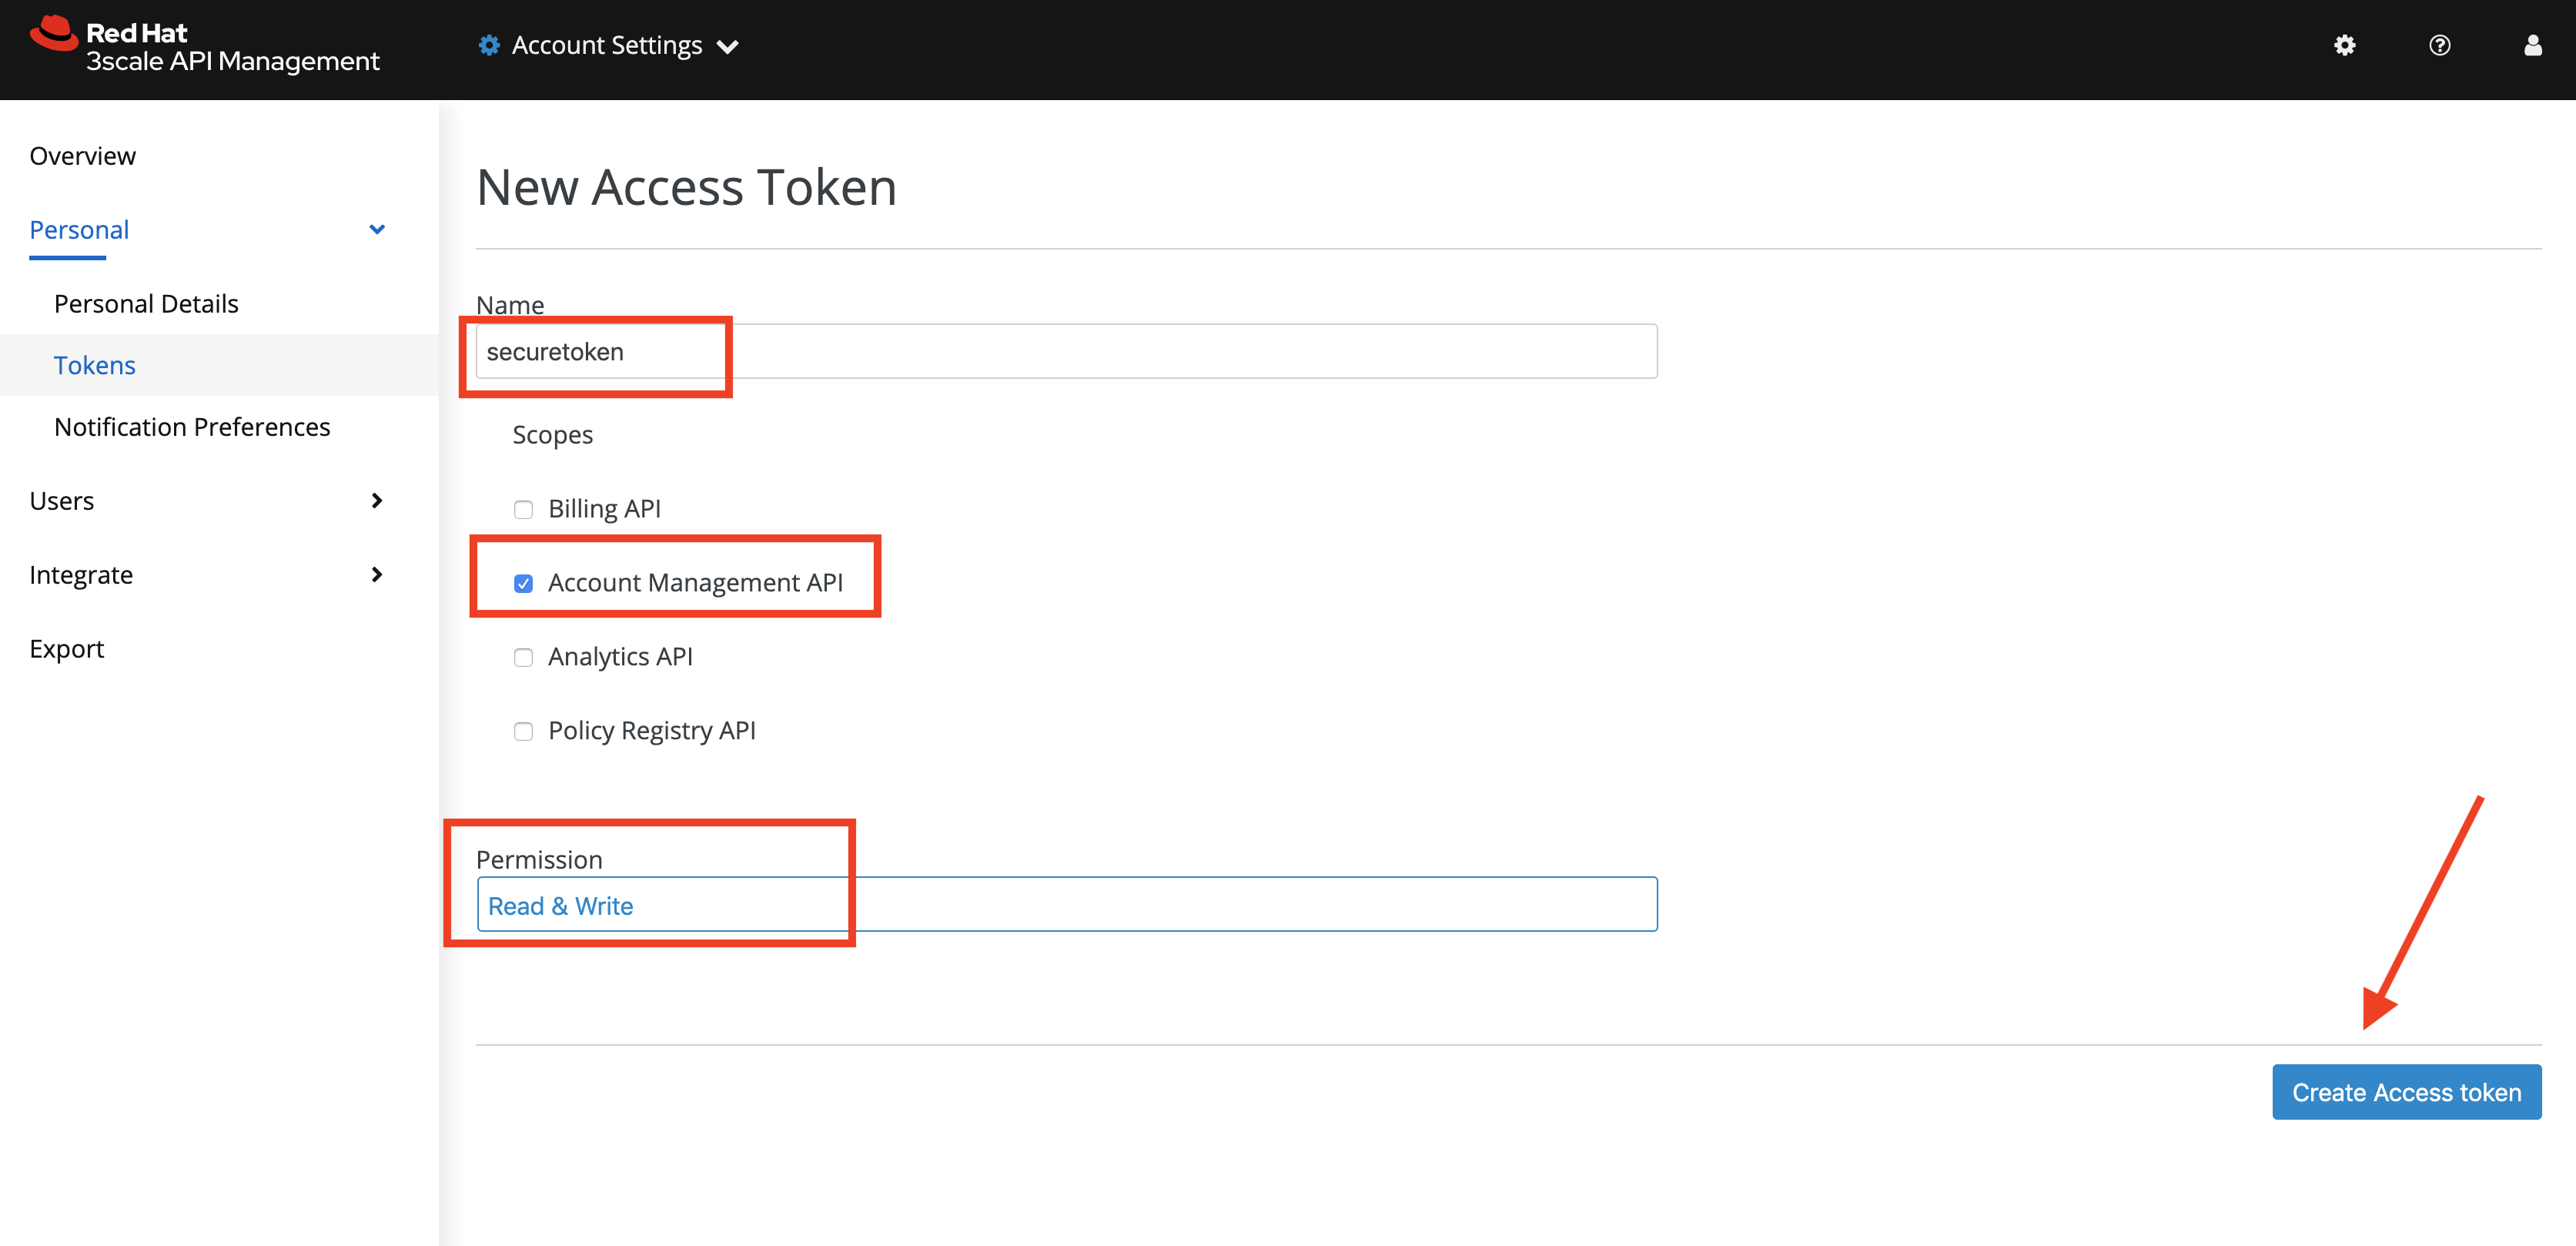 Red Hat
3scale API Management
Account Settings
Overview
Personal
Personal Details
Tokens
Notification Preferences
Users
Integrate
Export
New Access Token
Name
securetoken
Scopes
Billing API
Account Management API
Analytics API
Policy Registry API
Permission
Read & Write
Create Access token